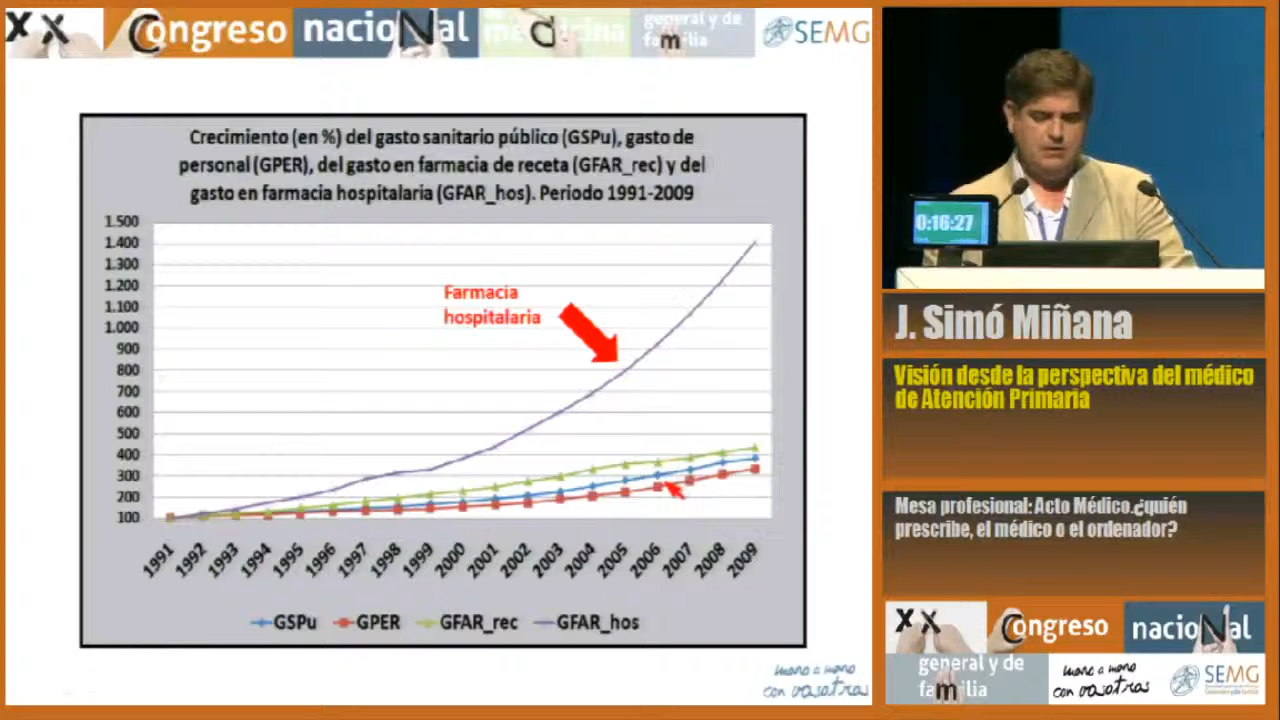 XX Congreso nacioNal medicina general y de familia SEMG
Crecimiento (en %) del gasto sanitario público (GSPu), gasto de
personal (GPER), del gasto en farmacia de receta (GFAR_rec) y del
gasto en farmacia hospitalaria (GFAR_hos). Periodo 1991-2009
1.500
1.400
1.300
1.200
1.100
1.000
900
800
700
600
500
400
300
200
100
Farmacia
hospitalaria
1991 1992 1993 1994 1995 1996 1997 1998 1999 2000 2001 2002 2003 2004 2005 2006 2007 2008 2009
GSPu GPER GFAR_rec GFAR_hos
mano a mano
con vosotros
0:16:27
J. Simó Miñana
Visión desde la perspectiva del médico
de Atención Primaria
Mesa profesional: Acto Médico.¿quién
prescribe, el médico o el ordenador?
XX Congreso nacioNal
general y de
familia
mano a mano
con vosotros
SEMG